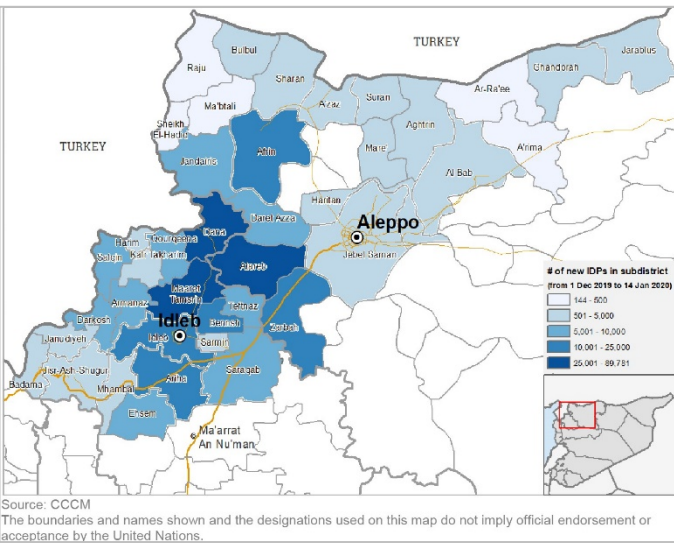 TURKEY
Jarablus
Bulbul
Ghandorah
Raju
Sharan
Ar-Ra'ee
Suran
A'zaz
Ma'btali
Aghtrin
Sheikh
El-Hadid
TURKEY
Afrin
Mare'
A'rima
Jandairis
Al Bab
Haritan
Daret Azza
Aleppo
Dana
Qourqeena
Harim
Kafr Takharim
Salqin
Atareb
Jebel Saman
# of new IDPs in subdistrict
(from 1 Dec 2019 to 14 Jan 2020)
144 - 500
501 - 5,000
5,001 - 10,000
10,001 - 25,000
25,001 - 89,781
Maaret
Tamsrin
Armanaz
Teftnaz
Idleb
Bennsh
Darkosh
Zarbah
Idleb
Sarmin
Janudiyeh
Jisr-Ash-Shugur
Saraqab
Ariha
Badama
Mhambal
Ehsem
Ma'arrat
An Nu'man
Source: CCCM
The boundaries and names shown and the designations used on this map do not imply official endorsement or
acceptance by the United Nations.